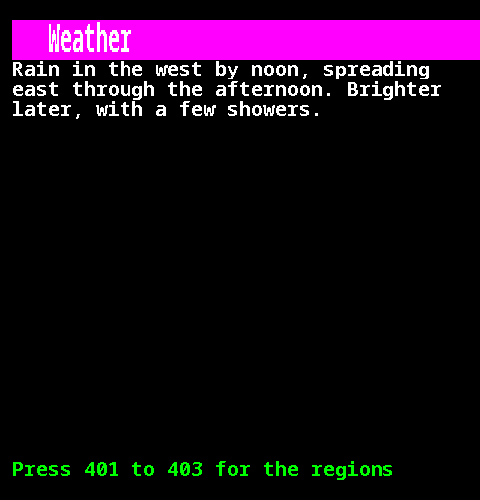 Weather
Rain in the west by noon, spreading
east through the afternoon. Brighter
later, with a few showers.
Press 401 to 403 for the regions